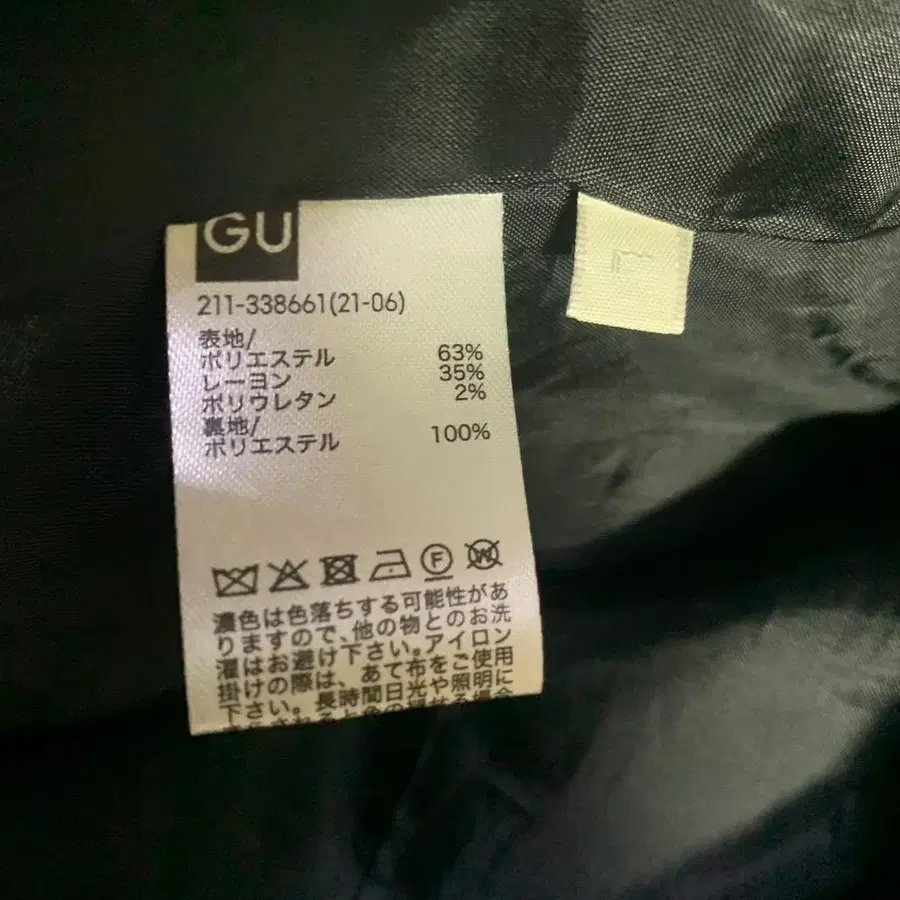 GU
211-338661(21-06)
表地/
ポリエステル 63%
レーヨン 35%
ポリウレタン 2%
裏地/
ポリエステル 100%
F
W
濃色は色落ちする可能性があ
りますので、他の物とのお洗
濯はお避け下さい。アイロン
掛けの際は、あて布をご使用
下さい。長時間日光や照明に